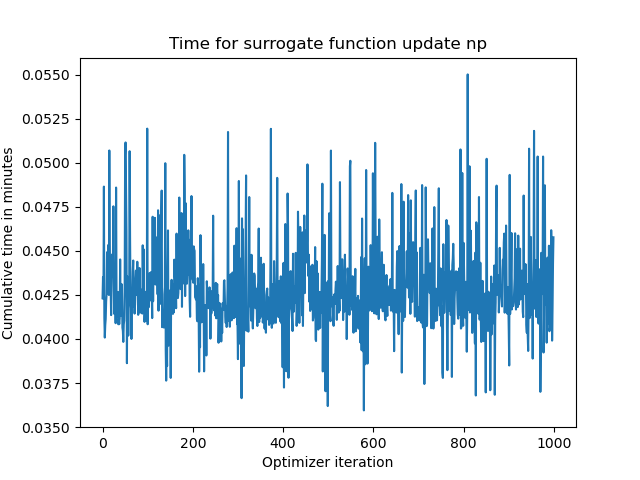 Time for surrogate function update np
Cumulative time in minutes
0.0550
0.0525
0.0500
0.0475
0.0450
0.0425
0.0400
0.0375
0.0350
0 200 400 600 800 1000
Optimizer iteration